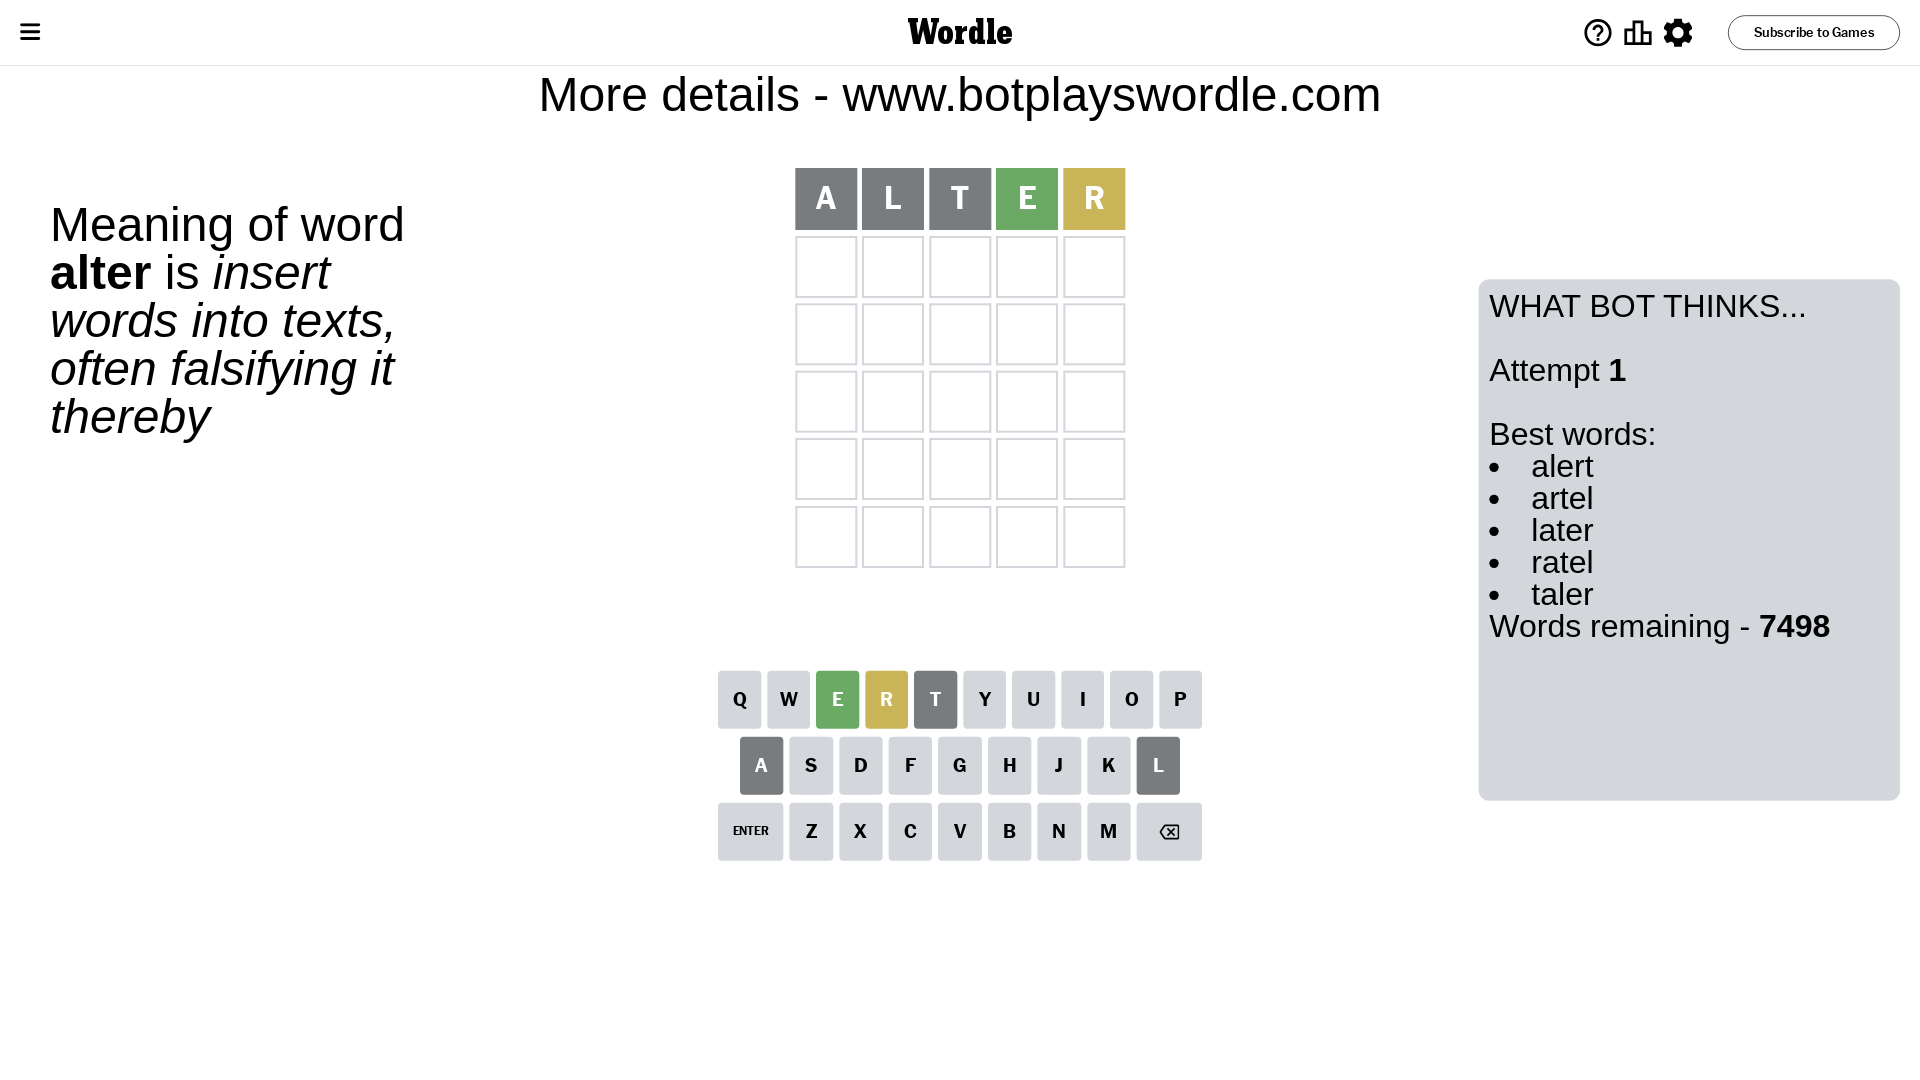 Wordle
Subscribe to Games
More details - www.botplayswordle.com
Meaning of word
alter is insert
words into texts,
often falsifying it
thereby
A L T E R
WHAT BOT THINKS...
Attempt 1
Best words:
• alert
• artel
• later
• ratel
• taler
Words remaining - 7498
Q W E R T Y U I O P
A S D F G H J K L
ENTER Z X C V B N M